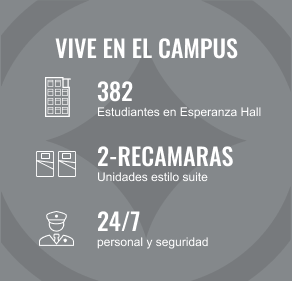 VIVE EN EL CAMPUS
382
Estudiantes en Esperanza Hall
2-RECAMARAS
Unidades estilo suite
24/7
personal y seguridad